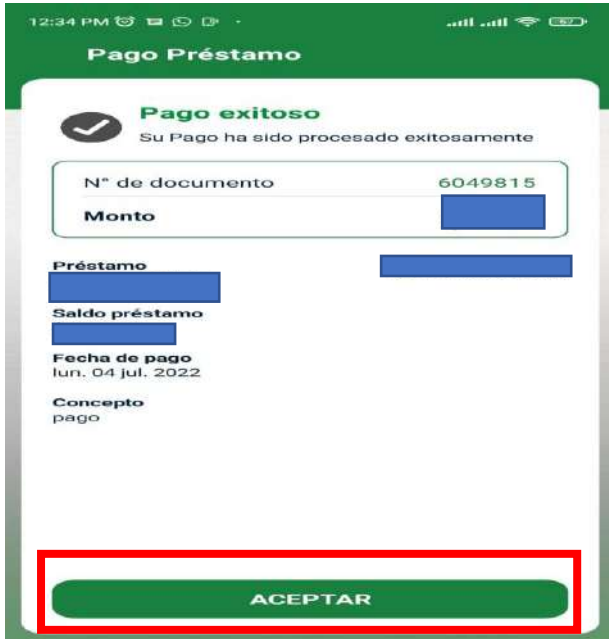 12:34 PM
Pago Préstamo
Pago exitoso
Su Pago ha sido procesado exitosamente
N° de documento 6049815
Monto
Préstamo
Saldo préstamo
Fecha de pago
lun. 04 jul. 2022
Concepto
pago
ACEPTAR